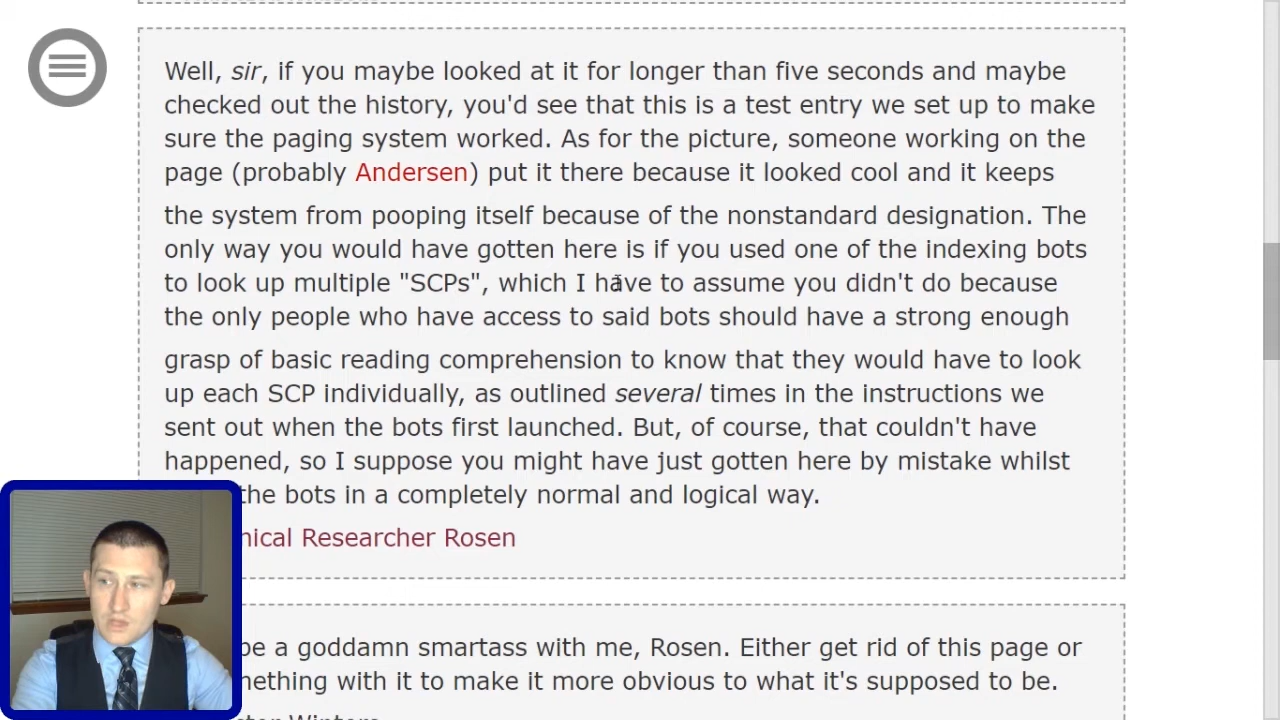 Well, sir, if you maybe looked at it for longer than five seconds and maybe
checked out the history, you'd see that this is a test entry we set up to make
sure the paging system worked. As for the picture, someone working on the
page (probably Andersen) put it there because it looked cool and it keeps
the system from pooping itself because of the nonstandard designation. The
only way you would have gotten here is if you used one of the indexing bots
to look up multiple "SCPs", which I have to assume you didn't do because
the only people who have access to said bots should have a strong enough
grasp of basic reading comprehension to know that they would have to look
up each SCP individually, as outlined several times in the instructions we
sent out when the bots first launched. But, of course, that couldn't have
happened, so I suppose you might have just gotten here by mistake whilst
the bots in a completely normal and logical way.
nical Researcher Rosen
be a goddamn smartass with me, Rosen. Either get rid of this page or
mething with it to make it more obvious to what it's supposed to be.